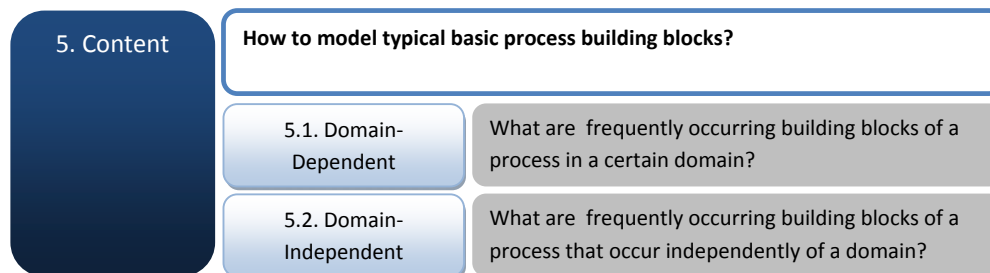 5. Content
How to model typical basic process building blocks?
5.1. Domain-
Dependent
What are  frequently occurring building blocks of a
process in a certain domain?
5.2. Domain-
Independent
What are  frequently occurring building blocks of a
process that occur independently of a domain?